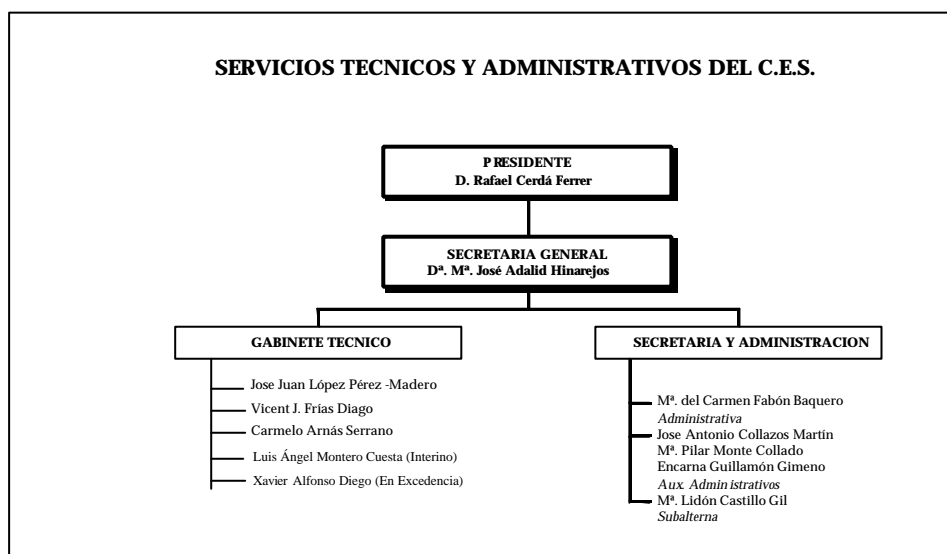 SERVICIOS TECNICOS Y ADMINISTRATIVOS DEL C.E.S.
PRESIDENTE
D. Rafael Cerdá Ferrer
SECRETARIA GENERAL
Dª. Mª. José Adalid Hinarejos
GABINETE TECNICO
Jose Juan López Pérez -Madero
Vicent J. Frías Diago
Carmelo Arnás Serrano
Luis Ángel Montero Cuesta (Interino)
Xavier Alfonso Diego (En Excedencia)
SECRETARIA Y ADMINISTRACION
Mª. del Carmen Fabón Baquero
Administrativa
Jose Antonio Collazos Martín
Mª. Pilar Monte Collado
Encarna Guillamón Gimeno
Aux. Administrativos
Mª. Lidón Castillo Gil
Subalterna